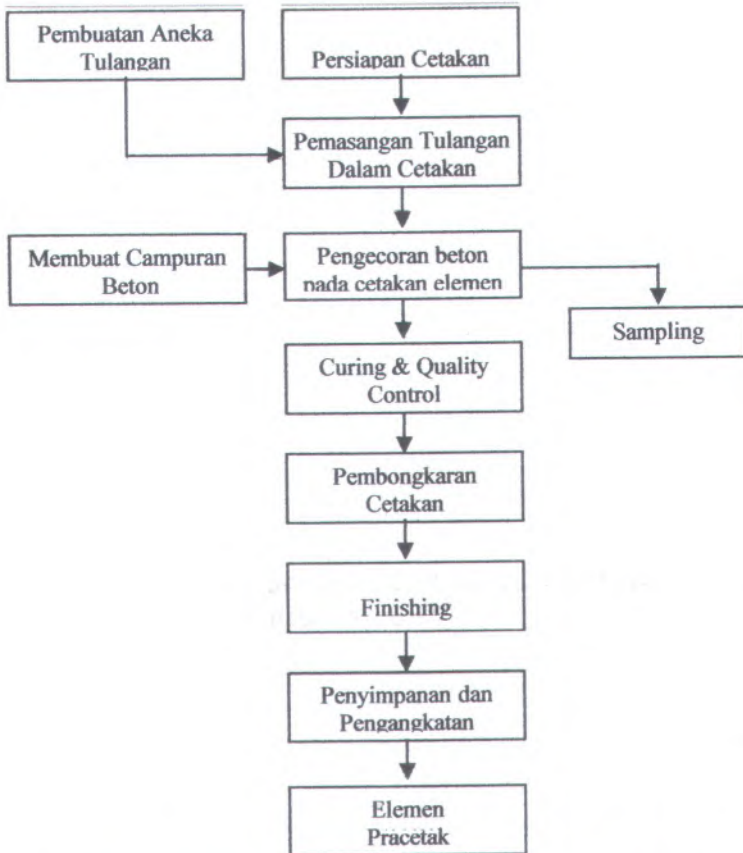 Pembuatan Aneka
Tulangan
Persiapan Cetakan
Pemasangan Tulangan
Dalam Cetakan
Membuat Campuran
Beton
Pengecoran beton
pada cetakan elemen
Sampling
Curing & Quality
Control
Pembongkaran
Cetakan
Finishing
Penyimpanan dan
Pengangkatan
Elemen
Pracetak